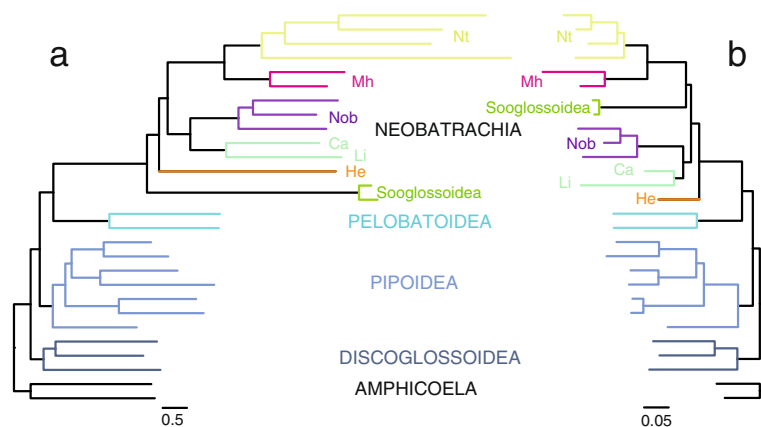 a
b
Nt
Nt
Mh
Mh
Sooglossoidea
Nob
NEOBATRACHIA
Nob
Ca
Ca
Li
Li
He
He
Sooglossoidea
PELOBATOIDEA
PIPOIDEA
DISCOGLOSSOIDEA
AMPHICOELA
0.5
0.05